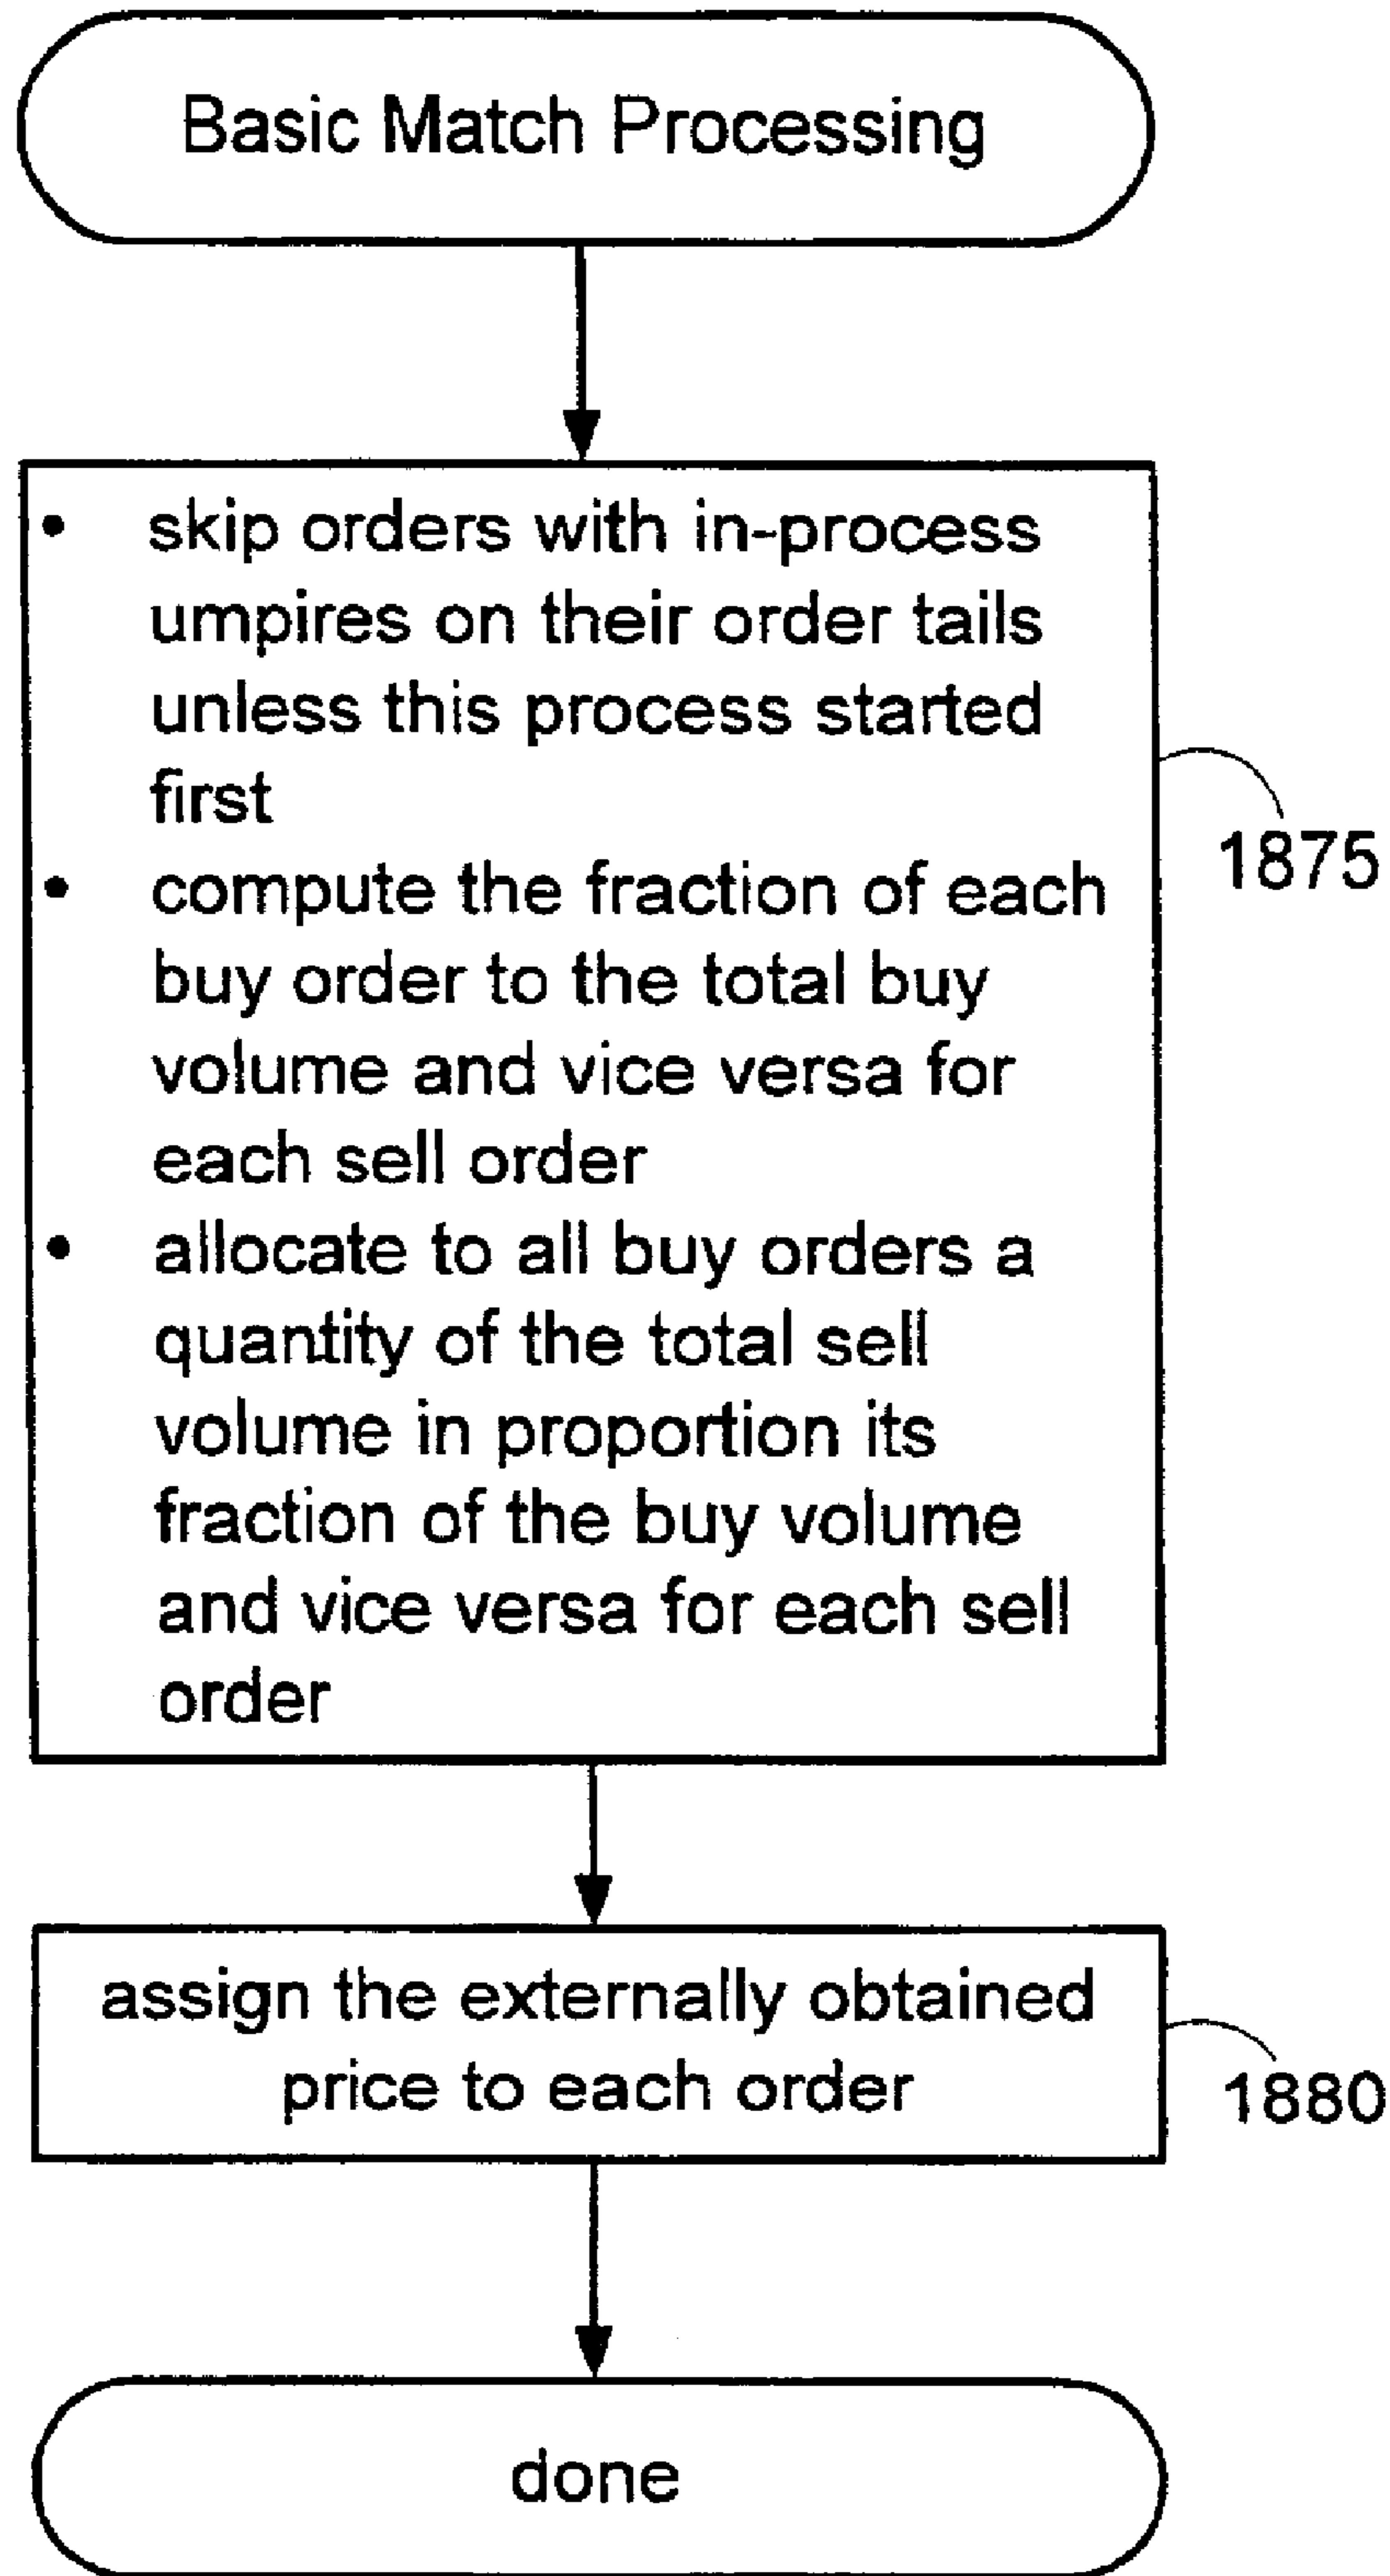 Basic Match Processing
• skip orders with in-process
umpires on their order tails
unless this process started
first
• compute the fraction of each
buy order to the total buy
volume and vice versa for
each sell order
• allocate to all buy orders a
quantity of the total sell
volume in proportion its
fraction of the buy volume
and vice versa for each sell
order
1875
assign the externally obtained
price to each order
1880
done